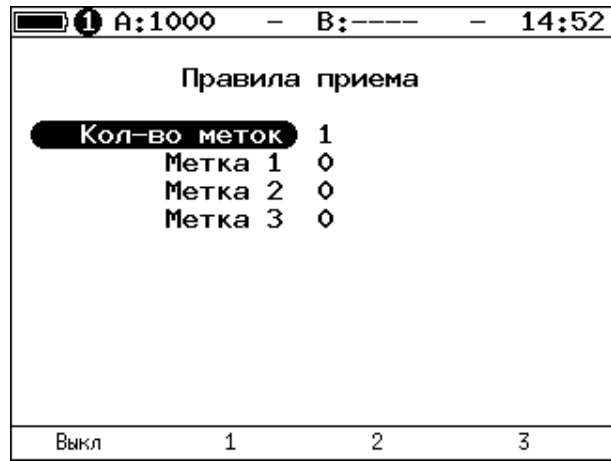 1 A:1000 – B:---- – 14:52
Правила приема
Кол-во меток 1
Метка 1 0
Метка 2 0
Метка 3 0
Выкл 1 2 3